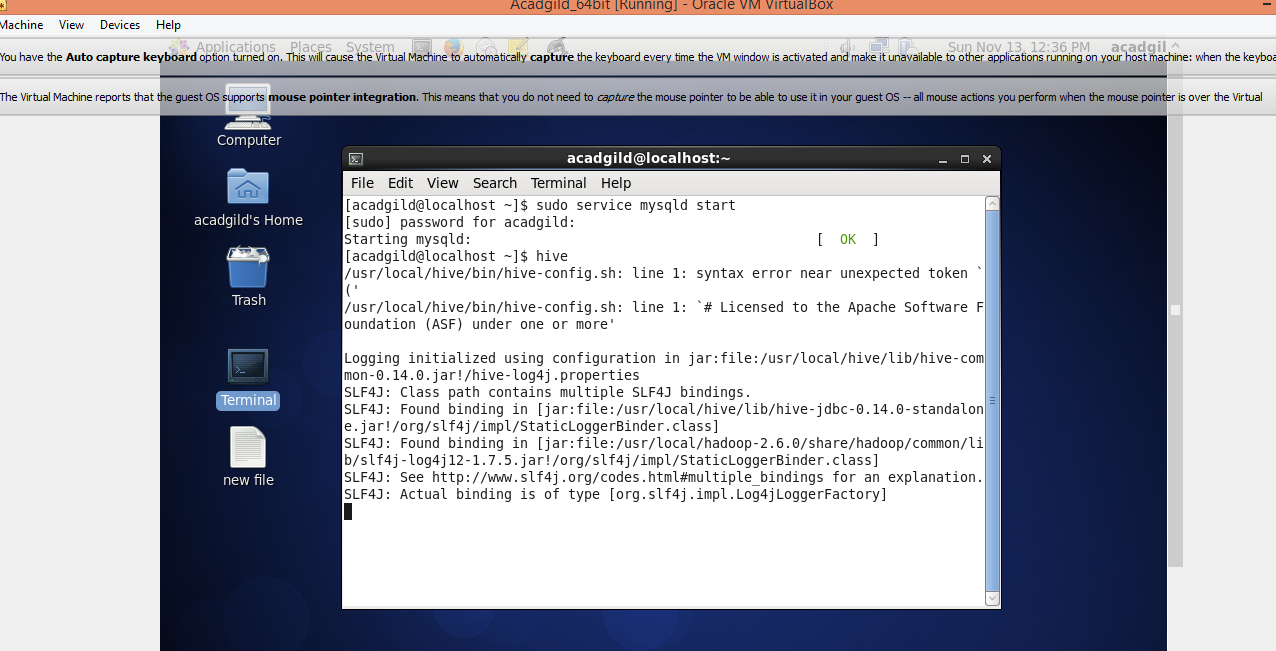 Acadgild_64bit [Running] - Oracle VM VirtualBox
Machine View Devices Help
Applications Places System Sun Nov 13, 12:36 PM acadgil
You have the Auto capture keyboard option turned on. This will cause the Virtual Machine to automatically capture the keyboard every time the VM window is activated and make it unavailable to other applications running on your host machine: when the keyboa
The Virtual Machine reports that the guest OS supports mouse pointer integration. This means that you do not need to capture the mouse pointer to be able to use it in your guest OS -- all mouse actions you perform when the mouse pointer is over the Virtual
Computer
acadgild's Home
Trash
Terminal
new file
acadgild@localhost:~
File Edit View Search Terminal Help
[acadgild@localhost ~]$ sudo service mysqld start
[sudo] password for acadgild:
Starting mysqld: [ OK ]
[acadgild@localhost ~]$ hive
/usr/local/hive/bin/hive-config.sh: line 1: syntax error near unexpected token `
('
/usr/local/hive/bin/hive-config.sh: line 1: `# Licensed to the Apache Software F
oundation (ASF) under one or more'
Logging initialized using configuration in jar:file:/usr/local/hive/lib/hive-com
mon-0.14.0.jar!/hive-log4j.properties
SLF4J: Class path contains multiple SLF4J bindings.
SLF4J: Found binding in [jar:file:/usr/local/hive/lib/hive-jdbc-0.14.0-standalon
e.jar!/org/slf4j/impl/StaticLoggerBinder.class]
SLF4J: Found binding in [jar:file:/usr/local/hadoop-2.6.0/share/hadoop/common/li
b/slf4j-log4j12-1.7.5.jar!/org/slf4j/impl/StaticLoggerBinder.class]
SLF4J: See http://www.slf4j.org/codes.html#multiple_bindings for an explanation.
SLF4J: Actual binding is of type [org.slf4j.impl.Log4jLoggerFactory]